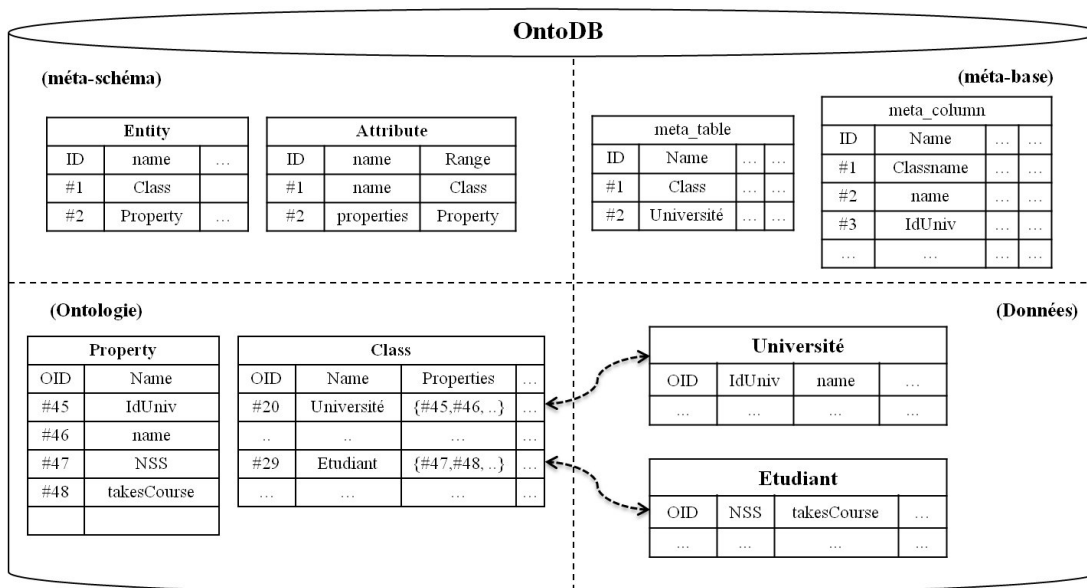 OntoDB
(méta-schéma)
Entity
ID name ...
#1 Class
#2 Property ...
Attribute
ID name Range
#1 name Class
#2 properties Property
(méta-base)
meta_table
ID Name ... ...
#1 Class ... ...
#2 Université ... ...
meta_column
ID Name ... ...
#1 Classname ... ...
#2 name ... ...
#3 IdUniv ... ...
... ... ... ...
(Ontologie)
Property
OID Name
#45 IdUniv
#46 name
#47 NSS
#48 takesCourse
Class
OID Name Properties ...
#20 Université {#45,#46, ..} ...
.. .. ... ...
#29 Etudiant {#47,#48, ..} ...
... ... ... ...
(Données)
Université
OID IdUniv name ...
... ... ... ...
Etudiant
OID NSS takesCourse ...
... ... ... ...